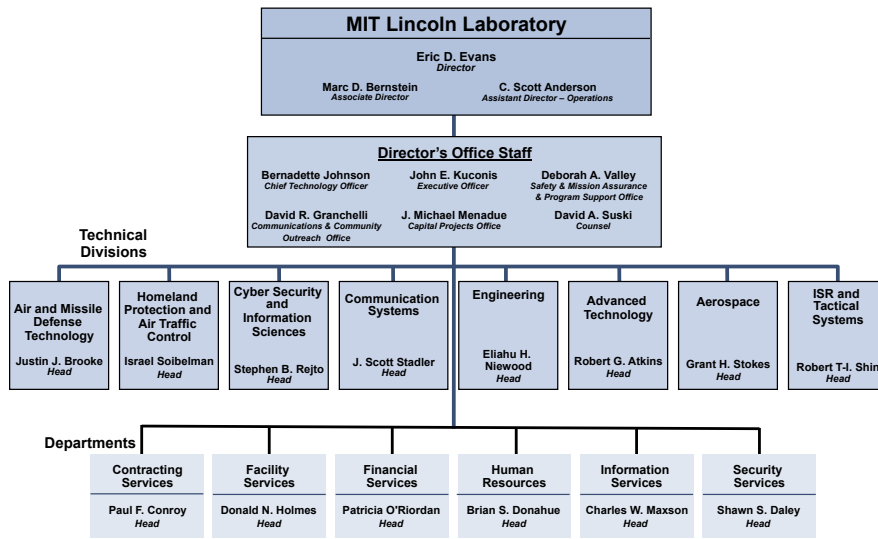 MIT Lincoln Laboratory
Eric D. Evans
Director
Marc D. Bernstein
Associate Director
C. Scott Anderson
Assistant Director – Operations
Director's Office Staff
Bernadette Johnson
Chief Technology Officer
John E. Kuconis
Executive Officer
Deborah A. Valley
Safety & Mission Assurance
& Program Support Office
David R. Granchelli
Communications & Community
Outreach Office
J. Michael Menadue
Capital Projects Office
David A. Suski
Counsel
Technical
Divisions
Air and Missile
Defense
Technology
Justin J. Brooke
Head
Homeland
Protection and
Air Traffic
Control
Israel Soibelman
Head
Cyber Security
and
Information
Sciences
Stephen B. Rejto
Head
Communication
Systems
J. Scott Stadler
Head
Engineering
Eliahu H.
Niewood
Head
Advanced
Technology
Robert G. Atkins
Head
Aerospace
Grant H. Stokes
Head
ISR and
Tactical
Systems
Robert T-I. Shin
Head
Departments
Contracting
Services
Paul F. Conroy
Head
Facility
Services
Donald N. Holmes
Head
Financial
Services
Patricia O'Riordan
Head
Human
Resources
Brian S. Donahue
Head
Information
Services
Charles W. Maxson
Head
Security
Services
Shawn S. Daley
Head